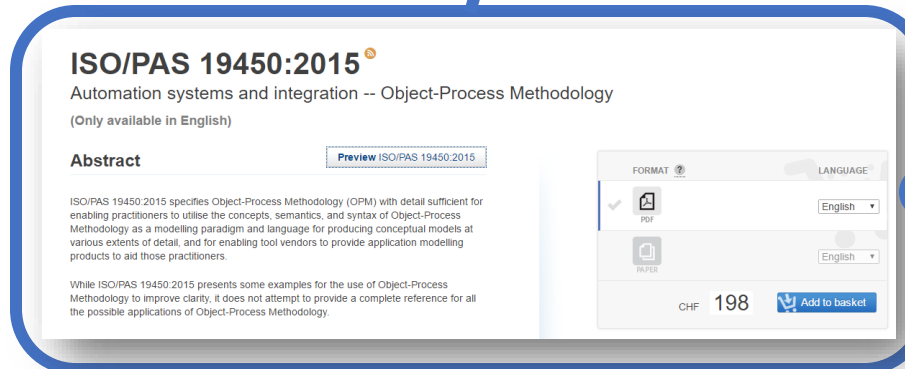 ISO/PAS 19450:2015
Automation systems and integration -- Object-Process Methodology
(Only available in English)
Abstract
Preview ISO/PAS 19450:2015
ISO/PAS 19450:2015 specifies Object-Process Methodology (OPM) with detail sufficient for
enabling practitioners to utilise the concepts, semantics, and syntax of Object-Process
Methodology as a modelling paradigm and language for producing conceptual models at
various extents of detail, and for enabling tool vendors to provide application modelling
products to aid those practitioners.
While ISO/PAS 19450:2015 presents some examples for the use of Object-Process
Methodology to improve clarity, it does not attempt to provide a complete reference for all
the possible applications of Object-Process Methodology.
FORMAT ? LANGUAGE
PDF English
PAPER English
CHF 198 Add to basket